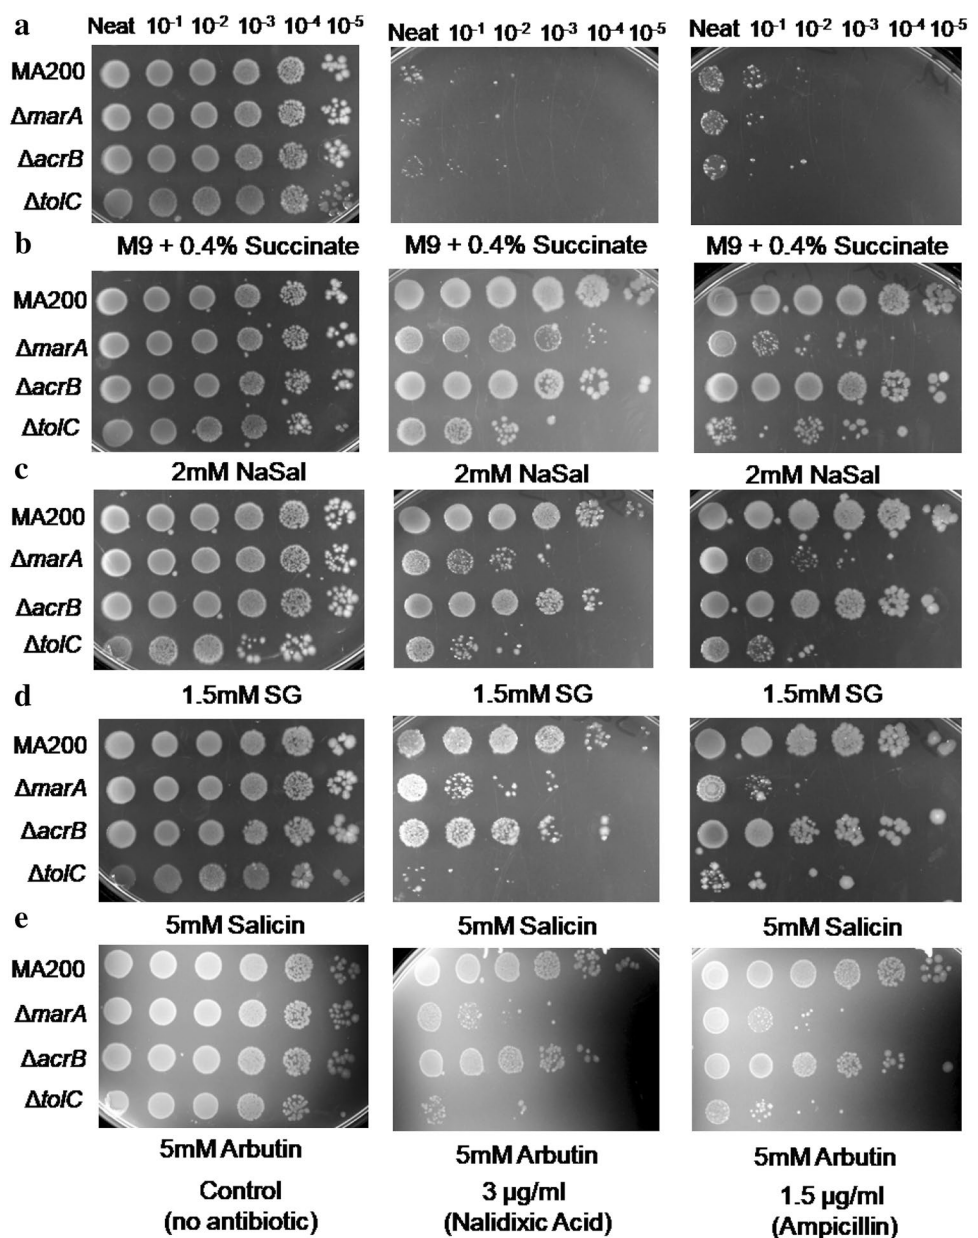 a
Neat 10-1 10-2 10-3 10-4 10-5
Neat 10-1 10-2 10-3 10-4 10-5
Neat 10-1 10-2 10-3 10-4 10-5
MA200
ΔmarA
ΔacrB
ΔtolC
M9 + 0.4% Succinate
M9 + 0.4% Succinate
M9 + 0.4% Succinate
b
MA200
ΔmarA
ΔacrB
ΔtolC
2mM NaSal
2mM NaSal
2mM NaSal
c
MA200
ΔmarA
ΔacrB
ΔtolC
1.5mM SG
1.5mM SG
1.5mM SG
d
MA200
ΔmarA
ΔacrB
ΔtolC
5mM Salicin
5mM Salicin
5mM Salicin
e
MA200
ΔmarA
ΔacrB
ΔtolC
5mM Arbutin
5mM Arbutin
5mM Arbutin
Control
(no antibiotic)
3 µg/ml
(Nalidixic Acid)
1.5 µg/ml
(Ampicillin)